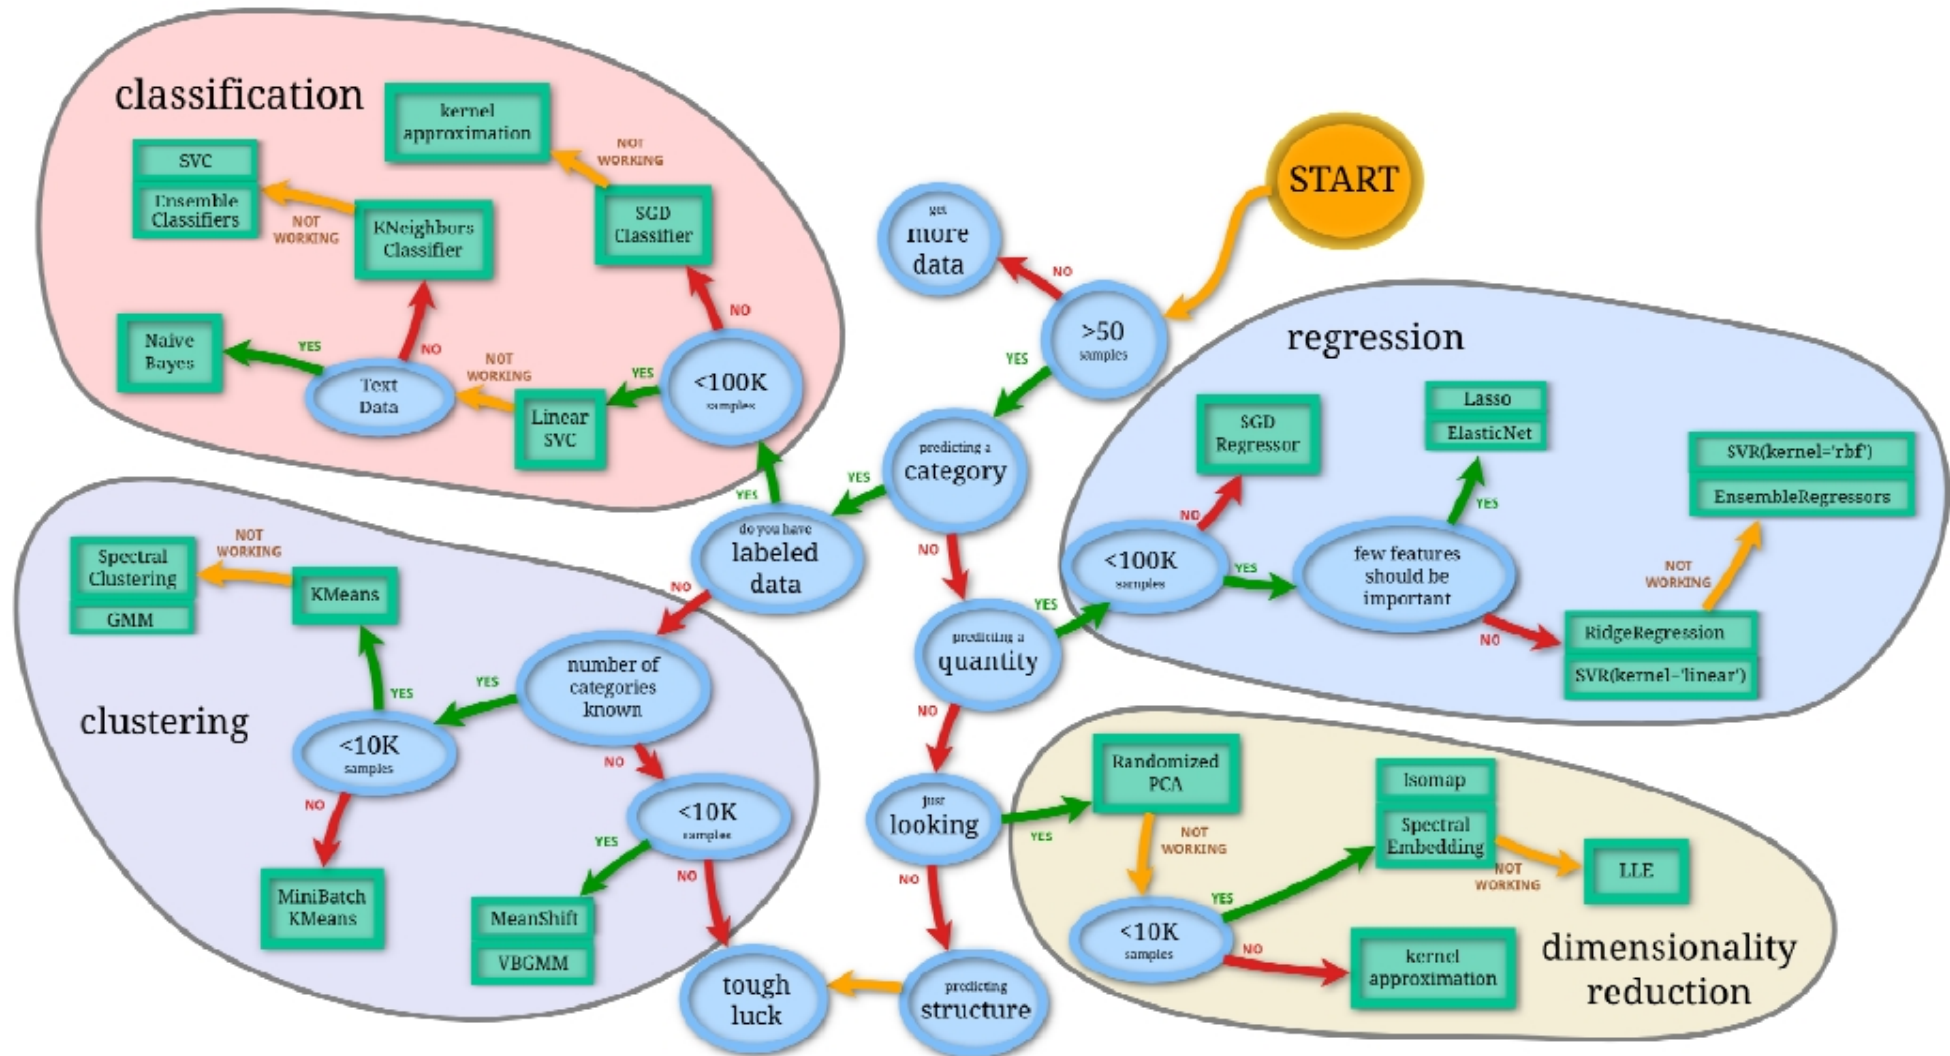 classification
kernel
approximation
NOT
WORKING
SVC
Ensemble
Classifiers
NOT
WORKING
KNeighbors
Classifier
SGD
Classifier
NO
Naive
Bayes
YES
Text
Data
NO
NOT
WORKING
Linear
SVC
YES
<100K
samples
YES
START
get
more
data
NO
>50
samples
YES
predicting a
category
YES
NO
do you have
labeled
data
NO
regression
SGD
Regressor
NO
Lasso
ElasticNet
YES
SVR(kernel='rbf')
EnsembleRegressors
NOT
WORKING
<100K
samples
YES
few features
should be
important
NO
RidgeRegression
SVR(kernel='linear')
YES
predicting a
quantity
NO
clustering
Spectral
Clustering
GMM
NOT
WORKING
KMeans
YES
number of
categories
known
YES
NO
<10K
samples
NO
MiniBatch
KMeans
<10K
samples
YES
NO
MeanShift
VBGMM
tough
luck
just
looking
YES
NO
predicting
structure
Randomized
PCA
NOT
WORKING
<10K
samples
YES
NO
Isomap
Spectral
Embedding
NOT
WORKING
LLE
kernel
approximation
dimensionality
reduction